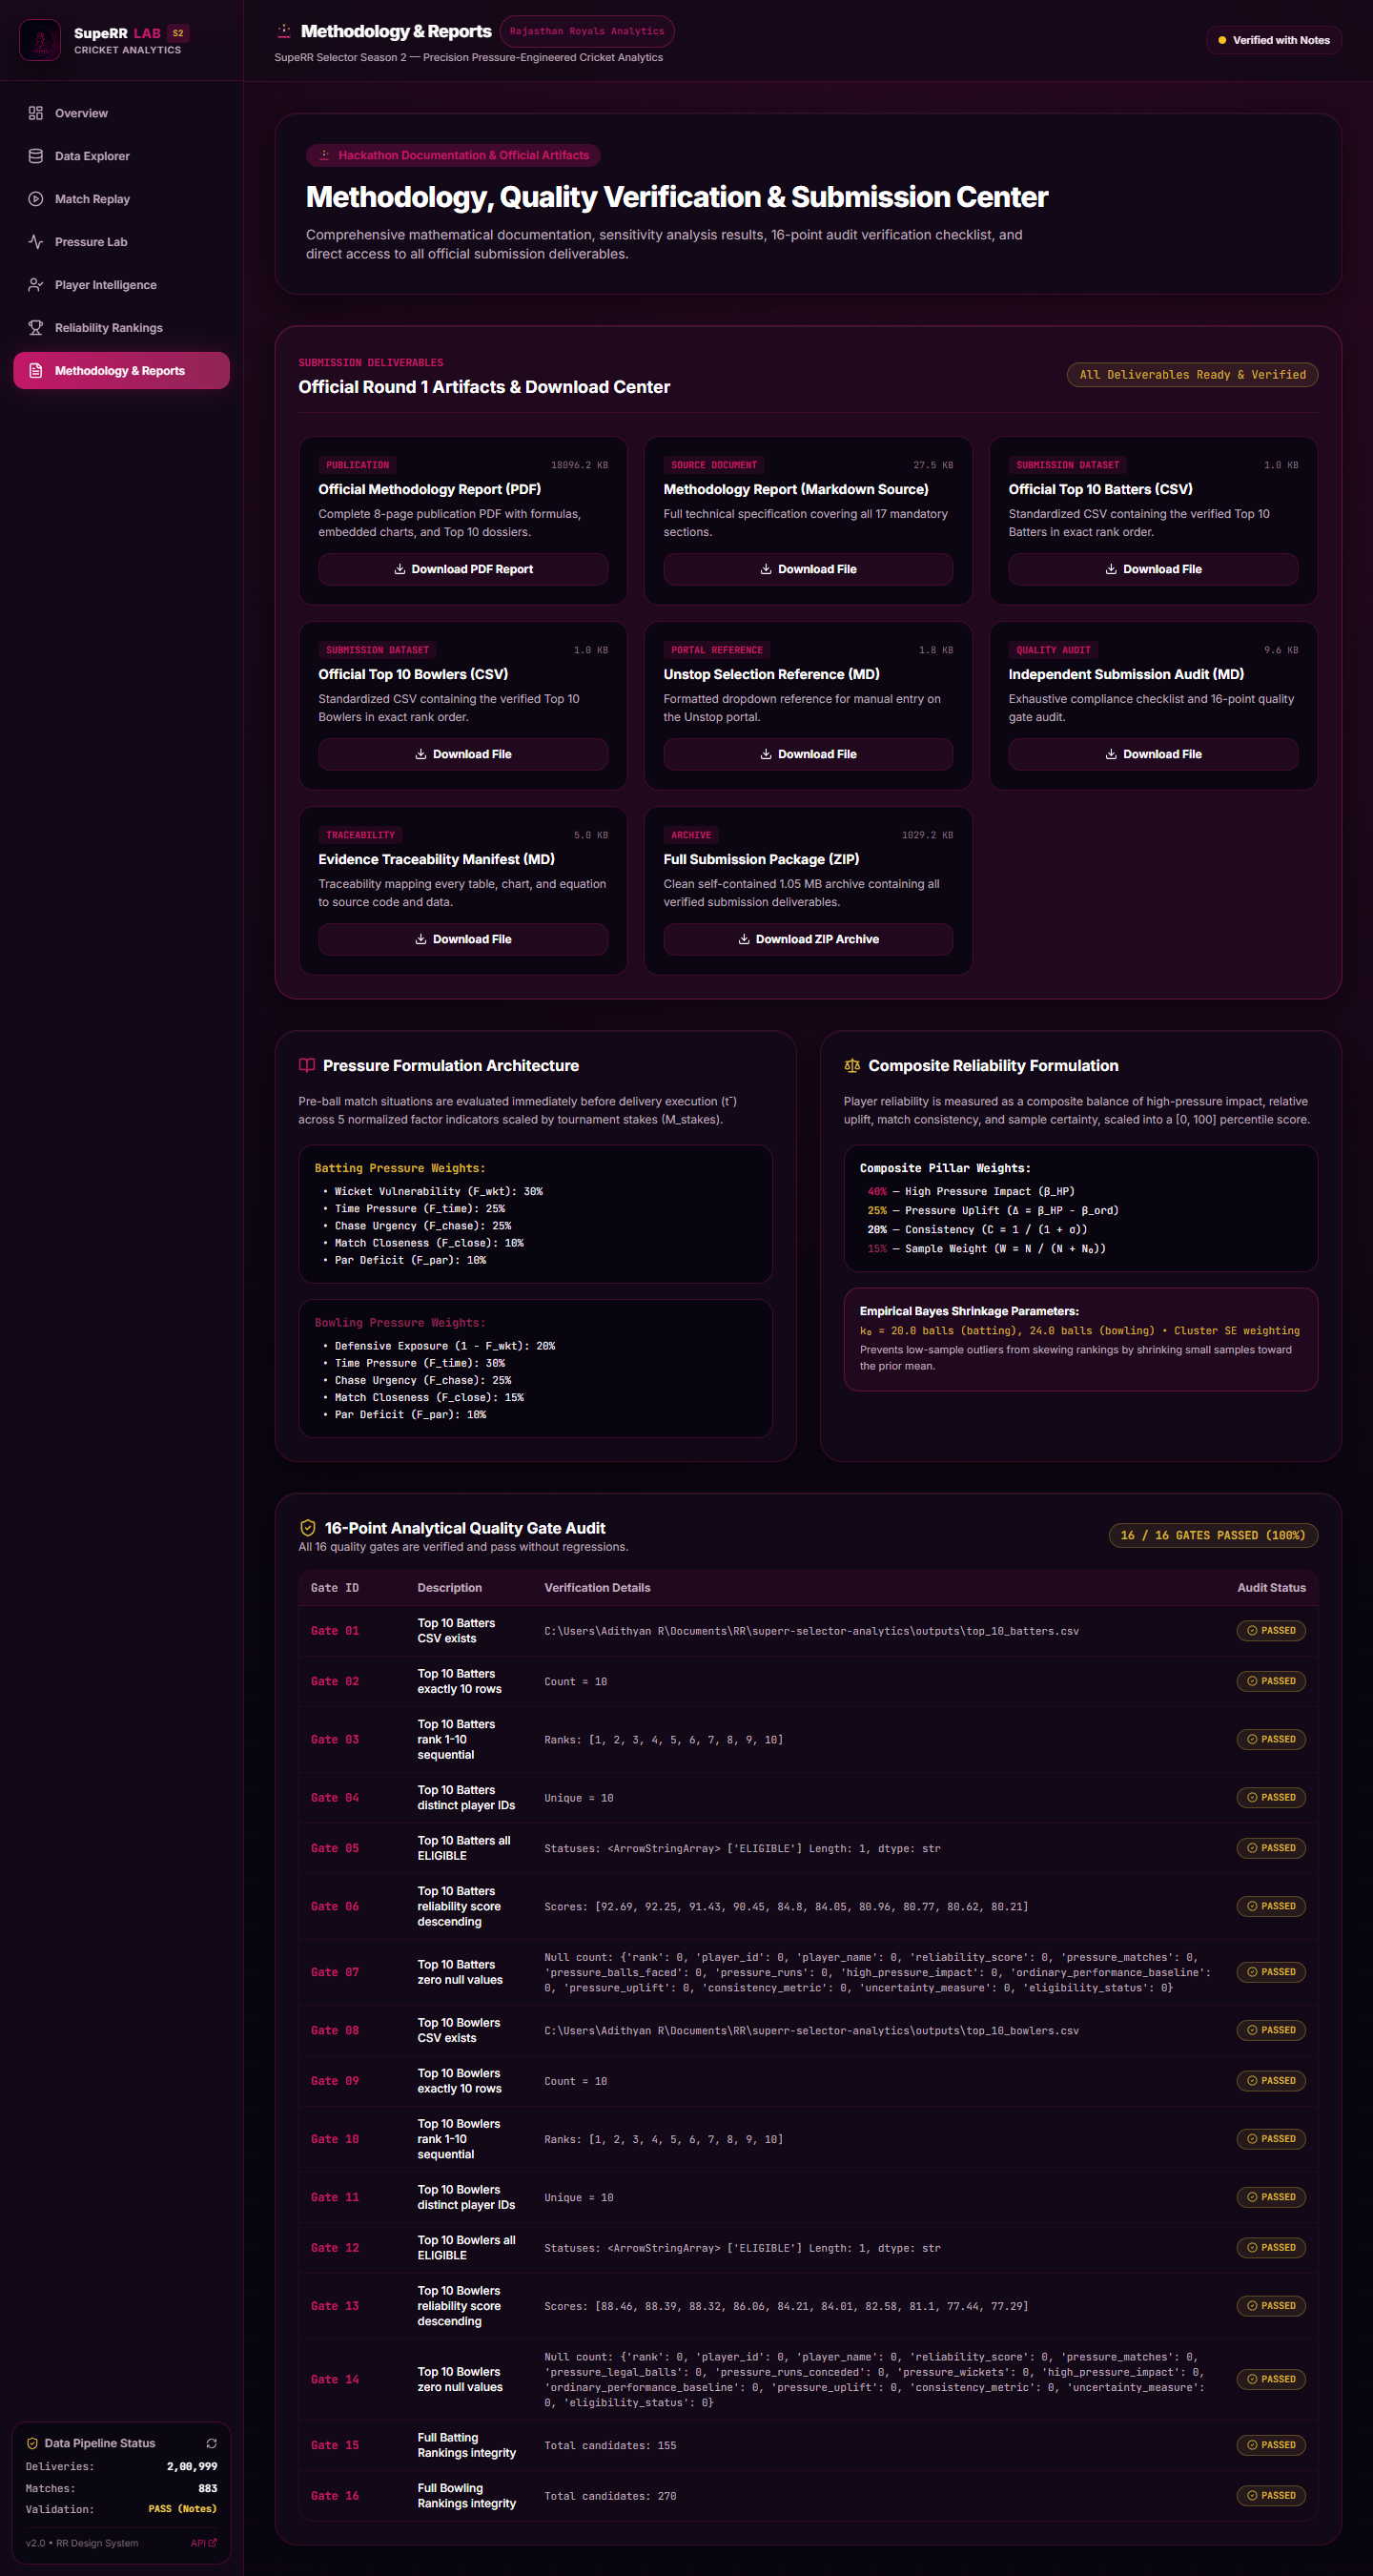 SupeRR LAB S2
CRICKET ANALYTICS
Overview
Data Explorer
Match Replay
Pressure Lab
Player Intelligence
Reliability Rankings
Methodology & Reports
Data Pipeline Status
Deliveries: 2,00,999
Matches: 883
Validation: PASS (Notes)
v2.0 • RR Design System API
Methodology & Reports Rajasthan Royals Analytics
SupeRR Selector Season 2 — Precision Pressure-Engineered Cricket Analytics
Verified with Notes
Hackathon Documentation & Official Artifacts
Methodology, Quality Verification & Submission Center
Comprehensive mathematical documentation, sensitivity analysis results, 16-point audit verification checklist, and
direct access to all official submission deliverables.
SUBMISSION DELIVERABLES
Official Round 1 Artifacts & Download Center
All Deliverables Ready & Verified
PUBLICATION 18096.2 KB
Official Methodology Report (PDF)
Complete 8-page publication PDF with formulas,
embedded charts, and Top 10 dossiers.
Download PDF Report
SOURCE DOCUMENT 27.5 KB
Methodology Report (Markdown Source)
Full technical specification covering all 17 mandatory
sections.
Download File
SUBMISSION DATASET 1.0 KB
Official Top 10 Batters (CSV)
Standardized CSV containing the verified Top 10
Batters in exact rank order.
Download File
SUBMISSION DATASET 1.0 KB
Official Top 10 Bowlers (CSV)
Standardized CSV containing the verified Top 10
Bowlers in exact rank order.
Download File
PORTAL REFERENCE 1.8 KB
Unstop Selection Reference (MD)
Formatted dropdown reference for manual entry on
the Unstop portal.
Download File
QUALITY AUDIT 9.6 KB
Independent Submission Audit (MD)
Exhaustive compliance checklist and 16-point quality
gate audit.
Download File
TRACEABILITY 5.0 KB
Evidence Traceability Manifest (MD)
Traceability mapping every table, chart, and equation
to source code and data.
Download File
ARCHIVE 1029.2 KB
Full Submission Package (ZIP)
Clean self-contained 1.05 MB archive containing all
verified submission deliverables.
Download ZIP Archive
Pressure Formulation Architecture
Pre-ball match situations are evaluated immediately before delivery execution (t⁻)
across 5 normalized factor indicators scaled by tournament stakes (M_stakes).
Batting Pressure Weights:
• Wicket Vulnerability (F_wkt): 30%
• Time Pressure (F_time): 25%
• Chase Urgency (F_chase): 25%
• Match Closeness (F_close): 10%
• Par Deficit (F_par): 10%
Bowling Pressure Weights:
• Defensive Exposure (1 - F_wkt): 20%
• Time Pressure (F_time): 30%
• Chase Urgency (F_chase): 25%
• Match Closeness (F_close): 15%
• Par Deficit (F_par): 10%
Composite Reliability Formulation
Player reliability is measured as a composite balance of high-pressure impact, relative
uplift, match consistency, and sample certainty, scaled into a [0, 100] percentile score.
Composite Pillar Weights:
40% — High Pressure Impact (β_HP)
25% — Pressure Uplift (Δ = β_HP - β_ord)
20% — Consistency (C = 1 / (1 + σ))
15% — Sample Weight (W = N / (N + N₀))
Empirical Bayes Shrinkage Parameters:
k₀ = 20.0 balls (batting), 24.0 balls (bowling) • Cluster SE weighting
Prevents low-sample outliers from skewing rankings by shrinking small samples toward
the prior mean.
16-Point Analytical Quality Gate Audit
All 16 quality gates are verified and pass without regressions.
16 / 16 GATES PASSED (100%)
Gate ID Description Verification Details Audit Status
Gate 01 Top 10 Batters CSV exists C:\Users\Adithyan R\Documents\RR\superr-selector-analytics\outputs\top_10_batters.csv PASSED
Gate 02 Top 10 Batters exactly 10 rows Count = 10 PASSED
Gate 03 Top 10 Batters rank 1-10 sequential Ranks: [1, 2, 3, 4, 5, 6, 7, 8, 9, 10] PASSED
Gate 04 Top 10 Batters distinct player IDs Unique = 10 PASSED
Gate 05 Top 10 Batters all ELIGIBLE Statuses: <ArrowStringArray> ['ELIGIBLE'] Length: 1, dtype: str PASSED
Gate 06 Top 10 Batters reliability score descending Scores: [92.69, 92.25, 91.43, 90.45, 84.8, 84.05, 80.96, 80.77, 80.62, 80.21] PASSED
Gate 07 Top 10 Batters zero null values Null count: {'rank': 0, 'player_id': 0, 'player_name': 0, 'reliability_score': 0, 'pressure_matches': 0,
'pressure_balls_faced': 0, 'pressure_runs': 0, 'high_pressure_impact': 0, 'ordinary_performance_baseline':
0, 'pressure_uplift': 0, 'consistency_metric': 0, 'uncertainty_measure': 0, 'eligibility_status': 0} PASSED
Gate 08 Top 10 Bowlers CSV exists C:\Users\Adithyan R\Documents\RR\superr-selector-analytics\outputs\top_10_bowlers.csv PASSED
Gate 09 Top 10 Bowlers exactly 10 rows Count = 10 PASSED
Gate 10 Top 10 Bowlers rank 1-10 sequential Ranks: [1, 2, 3, 4, 5, 6, 7, 8, 9, 10] PASSED
Gate 11 Top 10 Bowlers distinct player IDs Unique = 10 PASSED
Gate 12 Top 10 Bowlers all ELIGIBLE Statuses: <ArrowStringArray> ['ELIGIBLE'] Length: 1, dtype: str PASSED
Gate 13 Top 10 Bowlers reliability score descending Scores: [88.46, 88.39, 88.32, 86.06, 84.21, 84.01, 82.58, 81.1, 77.44, 77.29] PASSED
Gate 14 Top 10 Bowlers zero null values Null count: {'rank': 0, 'player_id': 0, 'player_name': 0, 'reliability_score': 0, 'pressure_matches': 0,
'pressure_legal_balls': 0, 'pressure_runs_conceded': 0, 'pressure_wickets': 0, 'high_pressure_impact': 0,
'ordinary_performance_baseline': 0, 'pressure_uplift': 0, 'consistency_metric': 0, 'uncertainty_measure':
0, 'eligibility_status': 0} PASSED
Gate 15 Full Batting Rankings integrity Total candidates: 155 PASSED
Gate 16 Full Bowling Rankings integrity Total candidates: 270 PASSED